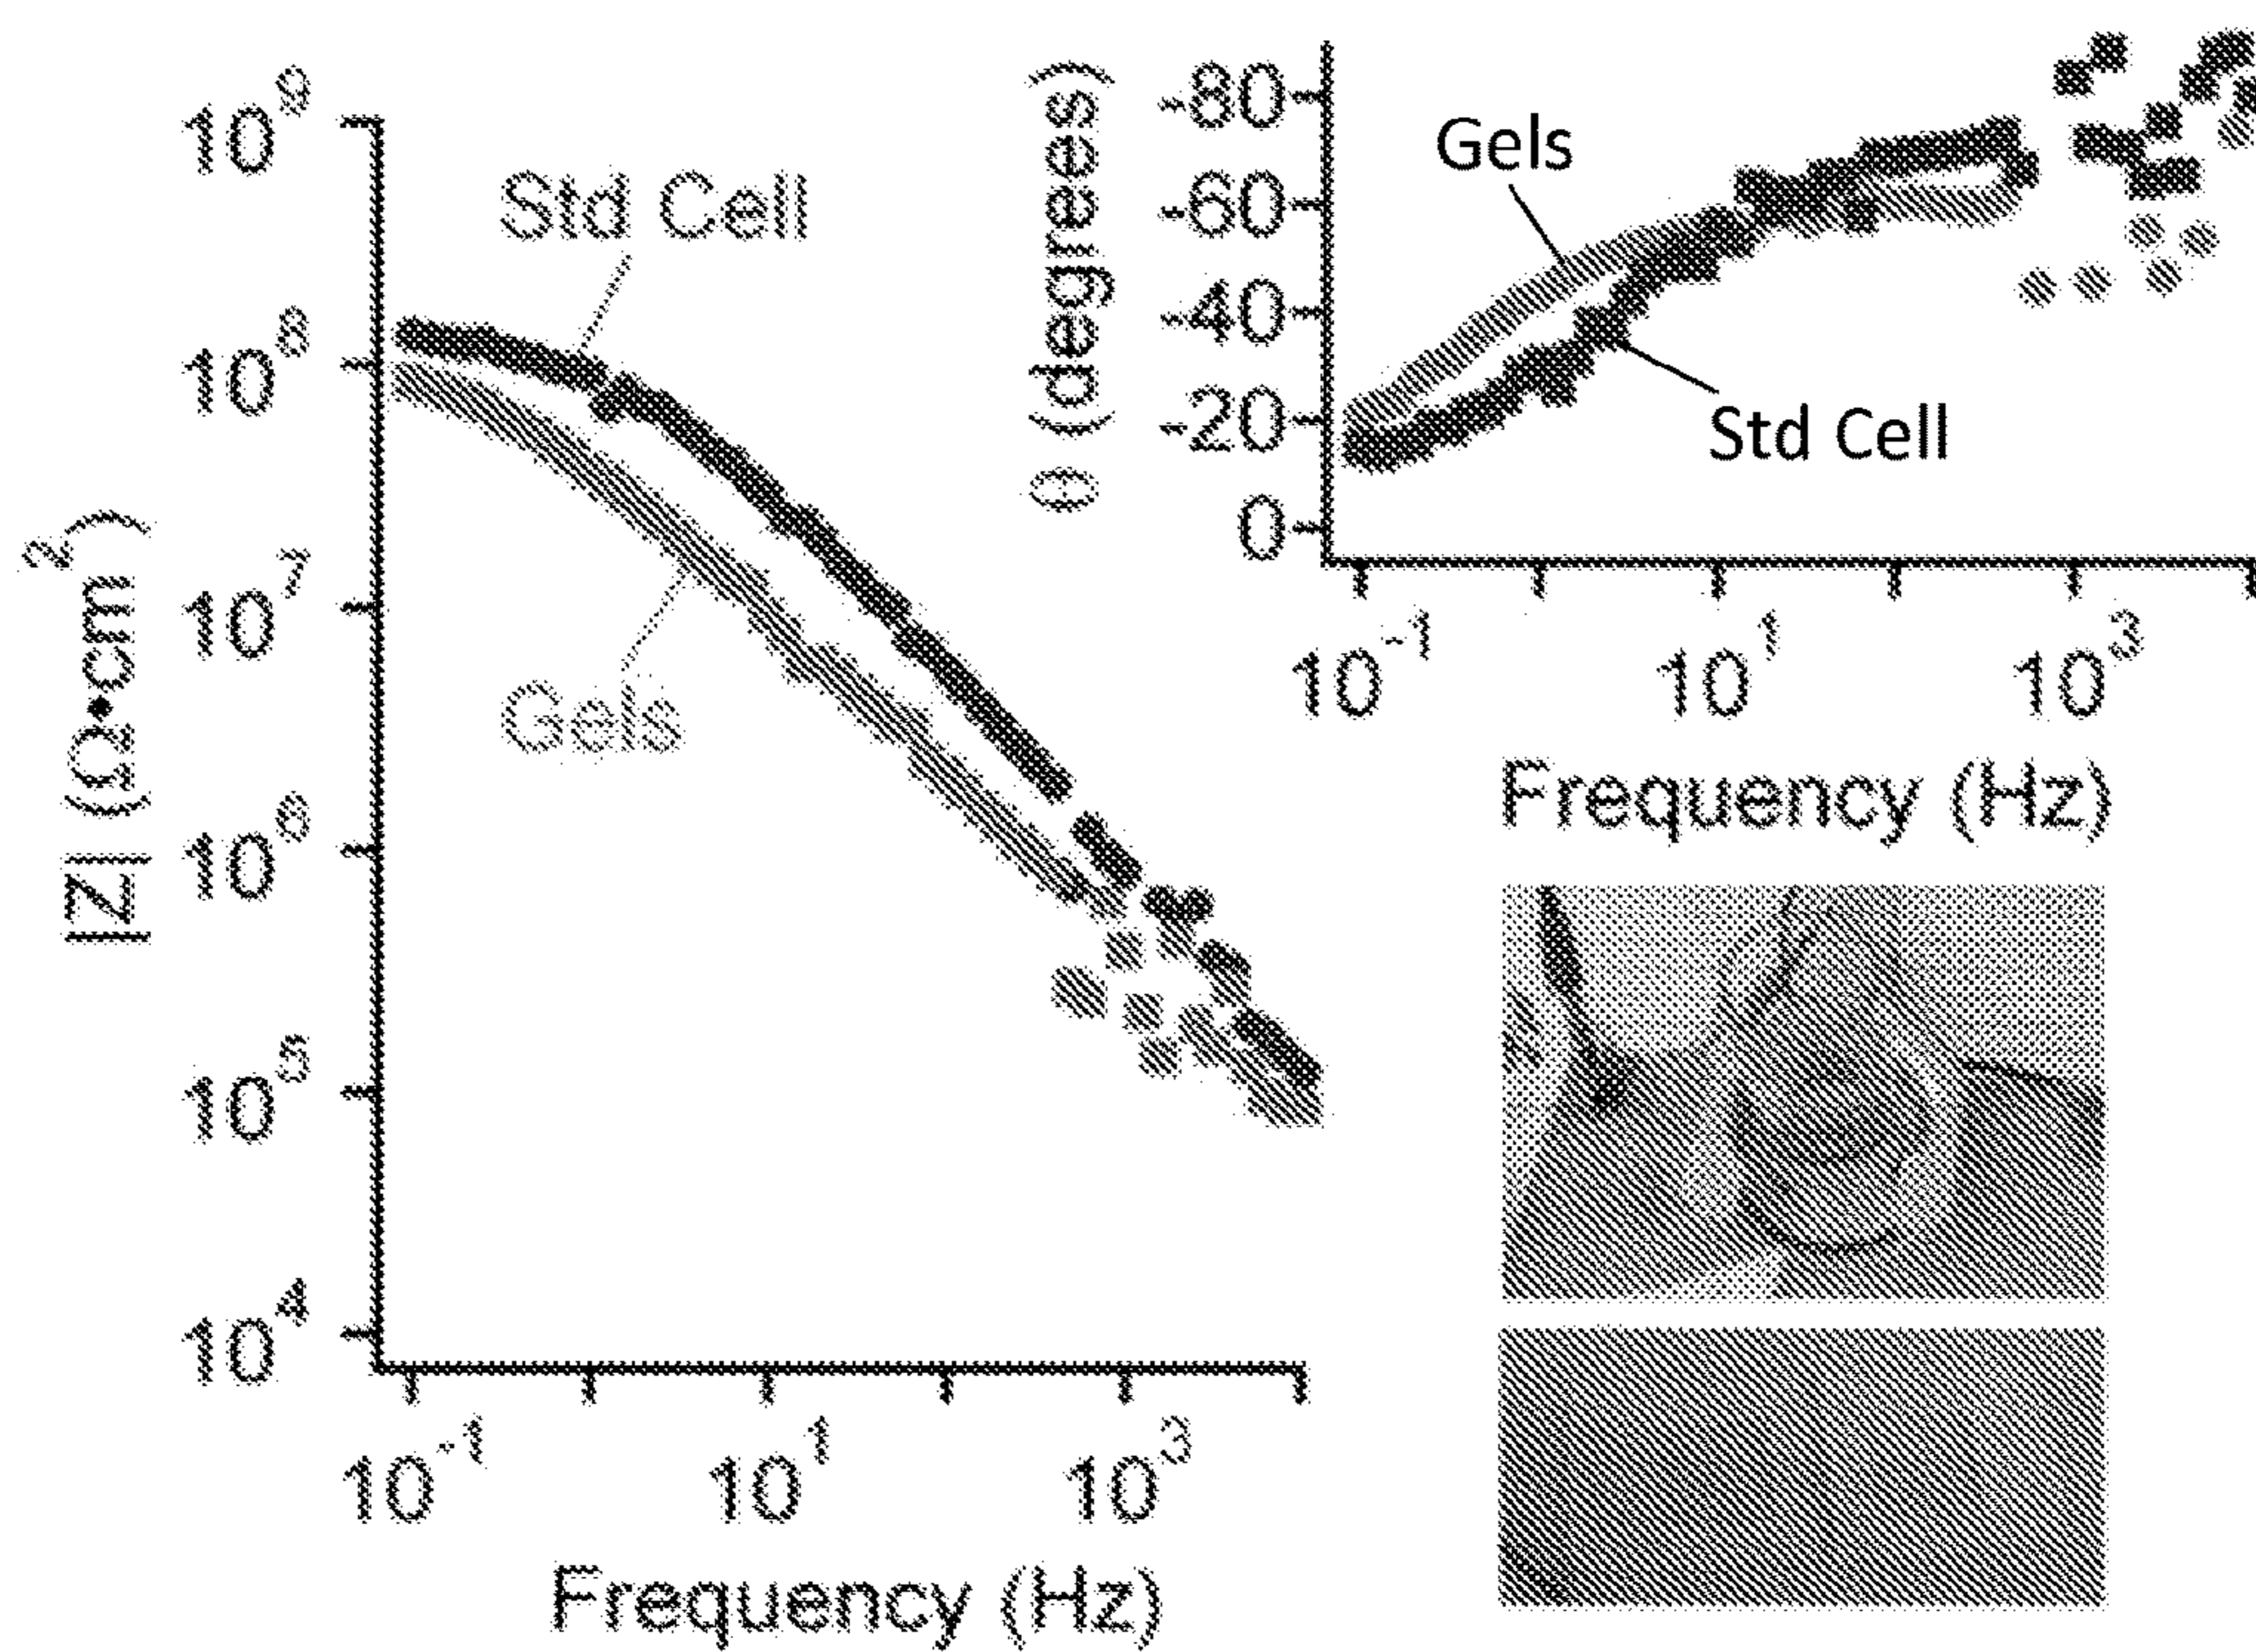 10^9
10^8
10^7
10^6
10^5
10^4
|Z| (Ω•cm^2)
Std Cell
Gels
10^-1
10^1
10^3
Frequency (Hz)
θ (degrees)
-80
-60
-40
-20
0
Gels
Std Cell
10^-1
10^1
10^3
Frequency (Hz)